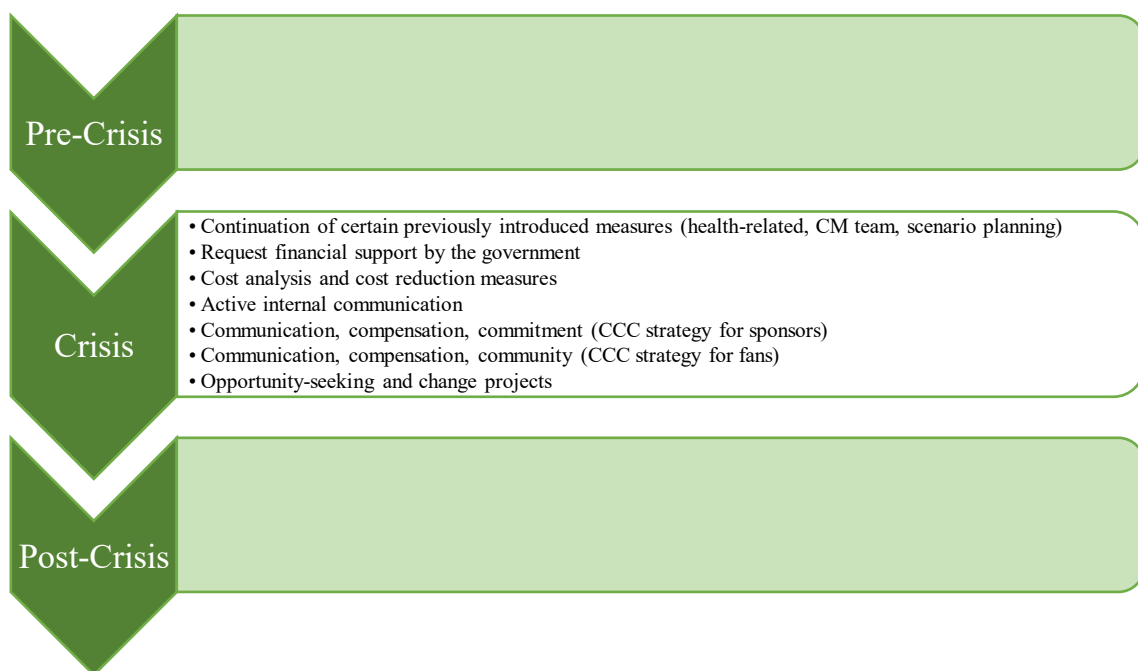 Pre-Crisis
Crisis
• Continuation of certain previously introduced measures (health-related, CM team, scenario planning)
• Request financial support by the government
• Cost analysis and cost reduction measures
• Active internal communication
• Communication, compensation, commitment (CCC strategy for sponsors)
• Communication, compensation, community (CCC strategy for fans)
• Opportunity-seeking and change projects
Post-Crisis